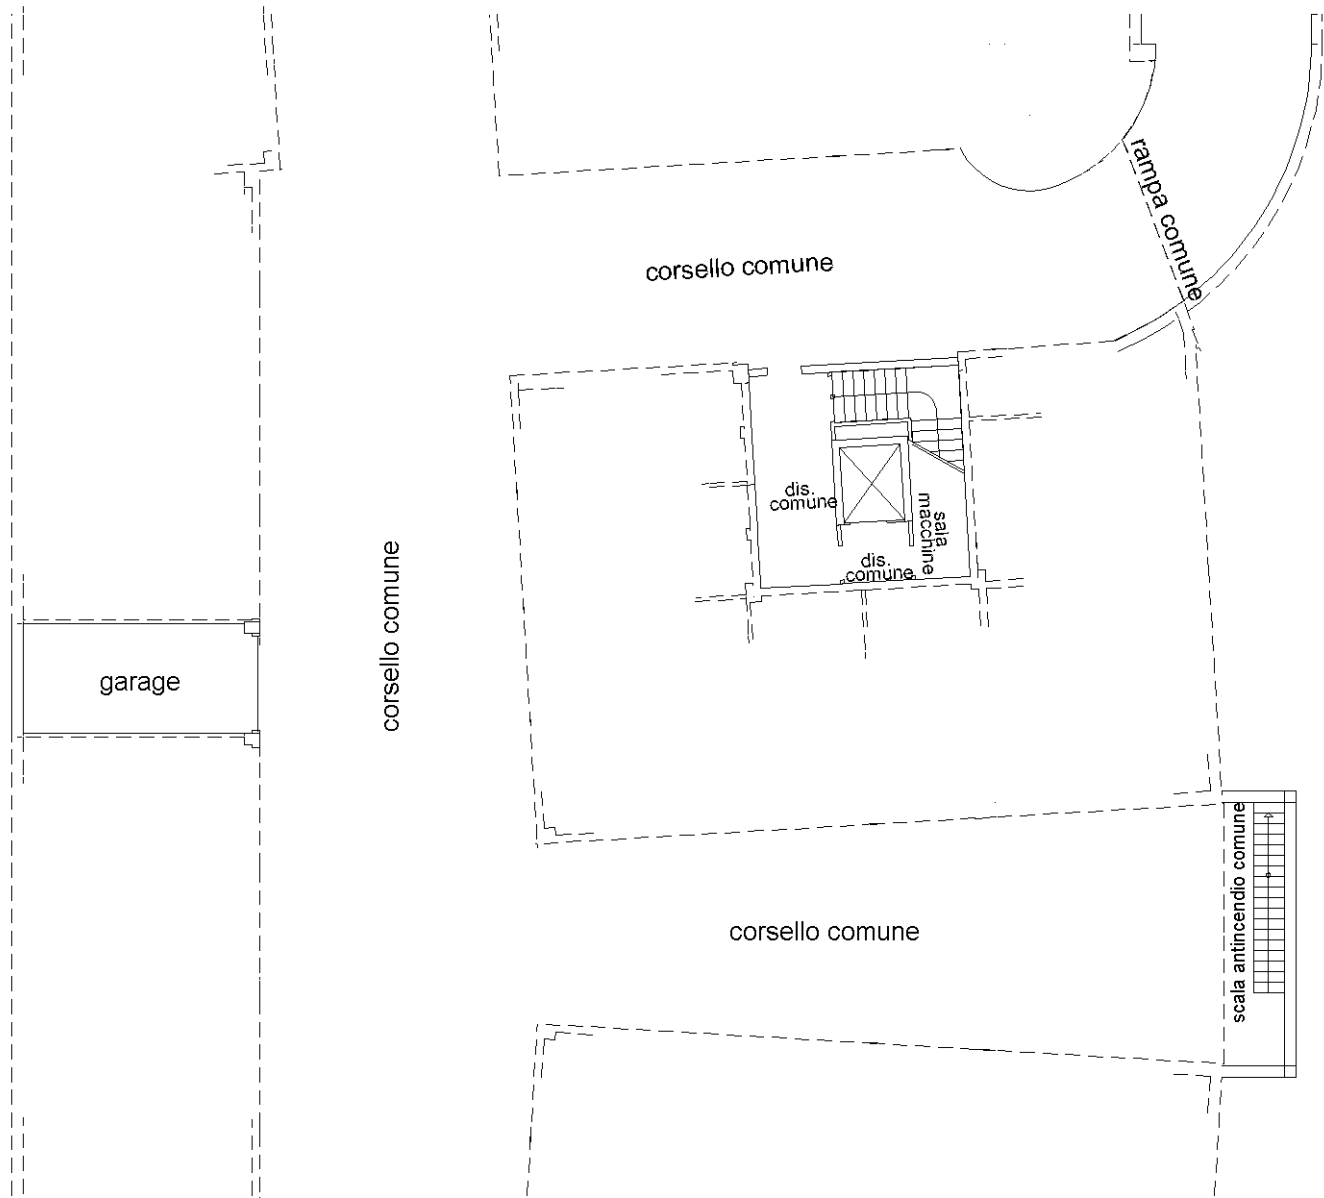 rampa comune
corsello comune
dis.
comune
sala
macchine
dis.
comune
corsello comune
garage
scala antincendio comune
corsello comune